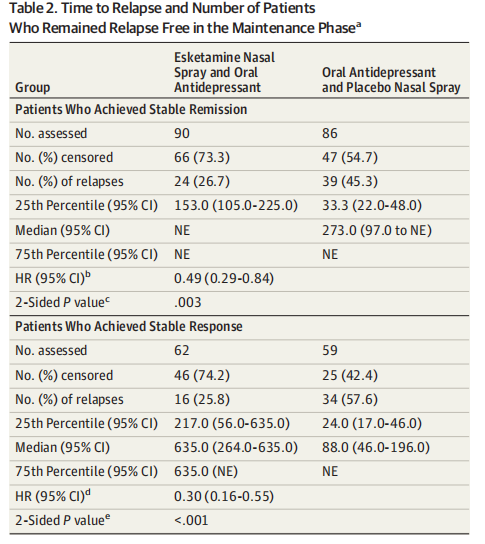 Table 2. Time to Relapse and Number of Patients
Who Remained Relapse Free in the Maintenance Phaseᵃ
Group Esketamine Nasal Spray and Oral Antidepressant Oral Antidepressant and Placebo Nasal Spray
Patients Who Achieved Stable Remission
No. assessed 90 86
No. (%) censored 66 (73.3) 47 (54.7)
No. (%) of relapses 24 (26.7) 39 (45.3)
25th Percentile (95% CI) 153.0 (105.0-225.0) 33.3 (22.0-48.0)
Median (95% CI) NE 273.0 (97.0 to NE)
75th Percentile (95% CI) NE NE
HR (95% CI)ᵇ 0.49 (0.29-0.84)
2-Sided P valueᶜ .003
Patients Who Achieved Stable Response
No. assessed 62 59
No. (%) censored 46 (74.2) 25 (42.4)
No. (%) of relapses 16 (25.8) 34 (57.6)
25th Percentile (95% CI) 217.0 (56.0-635.0) 24.0 (17.0-46.0)
Median (95% CI) 635.0 (264.0-635.0) 88.0 (46.0-196.0)
75th Percentile (95% CI) 635.0 (NE) NE
HR (95% CI)ᵈ 0.30 (0.16-0.55)
2-Sided P valueᵉ <.001